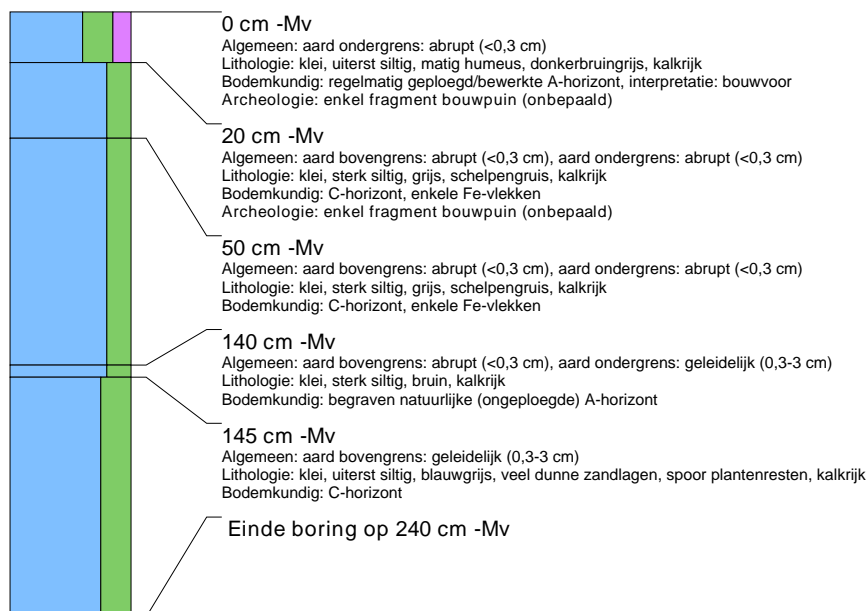 0 cm -Mv
Algemeen: aard ondergrens: abrupt (<0,3 cm)
Lithologie: klei, uiterst siltig, matig humeus, donkerbruingrijs, kalkrijk
Bodemkundig: regelmatig geploegd/bewerkte A-horizont, interpretatie: bouwvoor
Archeologie: enkel fragment bouwpuin (onbepaald)
20 cm -Mv
Algemeen: aard bovengrens: abrupt (<0,3 cm), aard ondergrens: abrupt (<0,3 cm)
Lithologie: klei, sterk siltig, grijs, schelpengruis, kalkrijk
Bodemkundig: C-horizont, enkele Fe-vlekken
Archeologie: enkel fragment bouwpuin (onbepaald)
50 cm -Mv
Algemeen: aard bovengrens: abrupt (<0,3 cm), aard ondergrens: abrupt (<0,3 cm)
Lithologie: klei, sterk siltig, grijs, schelpengruis, kalkrijk
Bodemkundig: C-horizont, enkele Fe-vlekken
140 cm -Mv
Algemeen: aard bovengrens: abrupt (<0,3 cm), aard ondergrens: geleidelijk (0,3-3 cm)
Lithologie: klei, sterk siltig, bruin, kalkrijk
Bodemkundig: begraven natuurlijke (ongeploegde) A-horizont
145 cm -Mv
Algemeen: aard bovengrens: geleidelijk (0,3-3 cm)
Lithologie: klei, uiterst siltig, blauwgrijs, veel dunne zandlagen, spoor plantenresten, kalkrijk
Bodemkundig: C-horizont
Einde boring op 240 cm -Mv